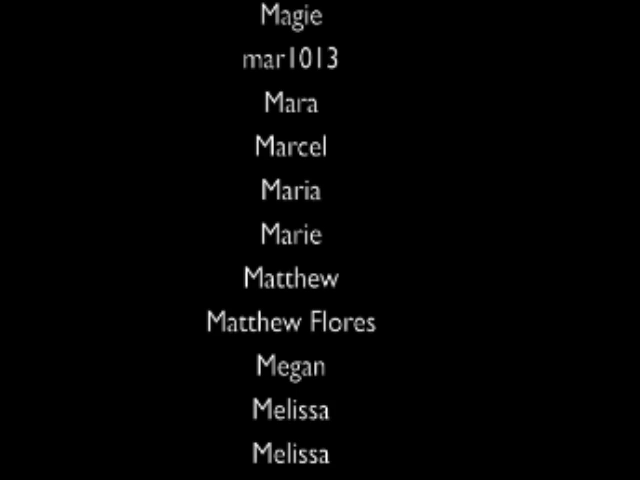 Magie
mar1013
Mara
Marcel
Maria
Marie
Matthew
Matthew Flores
Megan
Melissa
Melissa